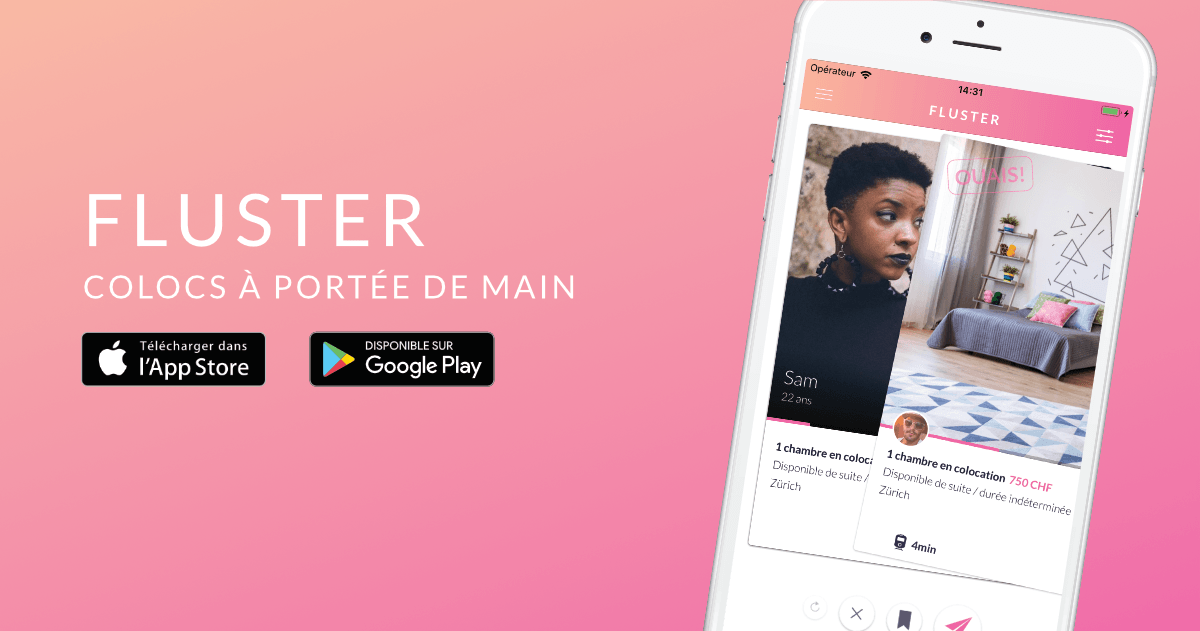 FLUSTER
COLOCS À PORTÉE DE MAIN
Télécharger dans
l'App Store
DISPONIBLE SUR
Google Play
Opérateur
14:31
FLUSTER
OUAIS!
Sam
22 ans
1 chambre en coloca
Disponible de suite /
Zürich
1 chambre en colocation 750 CHF
Disponible de suite / durée indéterminée
Zürich
4min